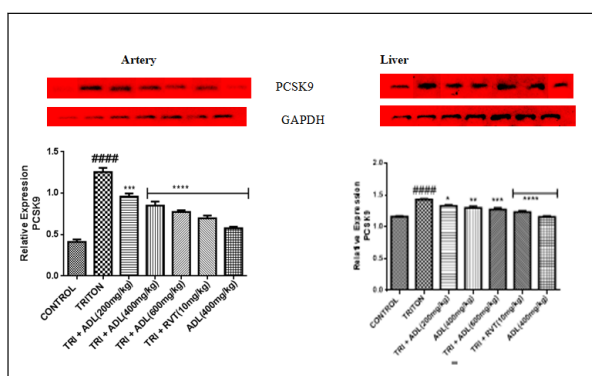 Artery
Liver
PCSK9
GAPDH
Relative Expression
PCSK9
1.5
1.0
0.5
0.0
####
***
****
CONTROL
TRITON
TRI + ADL(200mg/kg)
TRI + ADL(400mg/kg)
TRI + ADL(600mg/kg)
TRI + RVT(10mg/kg)
ADL(400mg/kg)
Relative Expression
PCSK9
2.0
1.5
1.0
0.5
0.0
####
*
**
***
****
CONTROL
TRITON
TRI + ADL(200mg/kg)
ADL(400mg/kg)
TRI + ADL(600mg/kg)
TRI + RVT(10mg/kg)
ADL(400mg/kg)